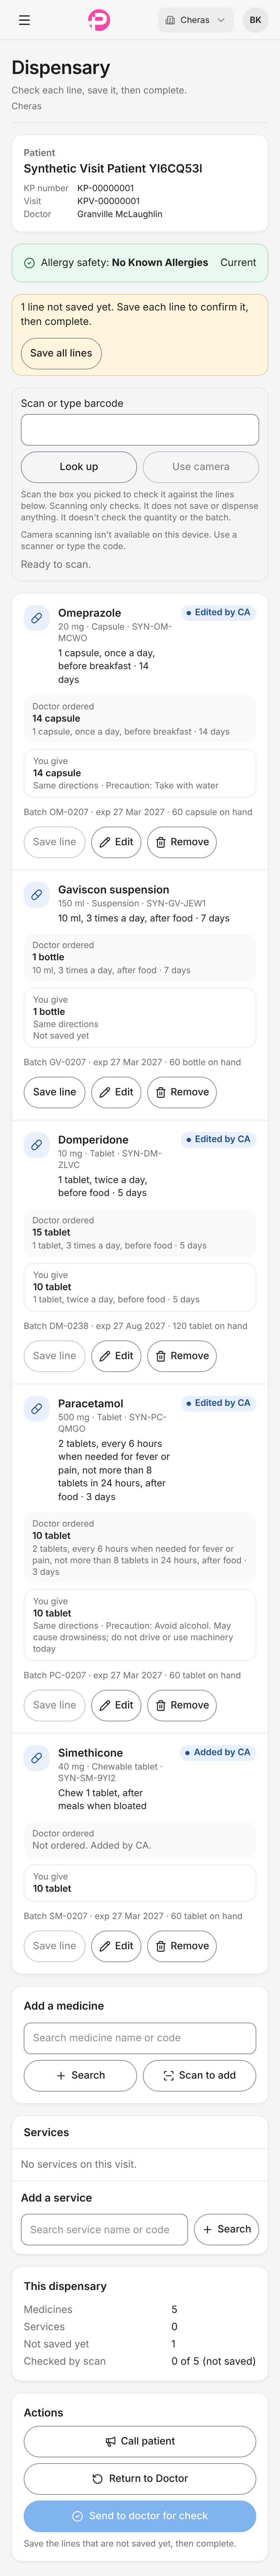 Cheras
BK
Dispensary
Check each line, save it, then complete.
Cheras
Patient
Synthetic Visit Patient YI6CQ53I
KP number KP-00000001
Visit KPV-00000001
Doctor Granville McLaughlin
Allergy safety: No Known Allergies Current
1 line not saved yet. Save each line to confirm it,
then complete.
Save all lines
Scan or type barcode
Look up
Use camera
Scan the box you picked to check it against the lines
below. Scanning only checks. It does not save or dispense
anything. It doesn't check the quantity or the batch.
Camera scanning isn't available on this device. Use a
scanner or type the code.
Ready to scan.
Omeprazole
Edited by CA
20 mg · Capsule · SYN-OM-
MCWO
1 capsule, once a day,
before breakfast · 14
days
Doctor ordered
14 capsule
1 capsule, once a day, before breakfast · 14 days
You give
14 capsule
Same directions · Precaution: Take with water
Batch OM-0207 · exp 27 Mar 2027 · 60 capsule on hand
Save line
Edit
Remove
Gaviscon suspension
150 ml · Suspension · SYN-GV-JEW1
10 ml, 3 times a day, after food · 7 days
Doctor ordered
1 bottle
10 ml, 3 times a day, after food · 7 days
You give
1 bottle
Same directions
Not saved yet
Batch GV-0207 · exp 27 Mar 2027 · 60 bottle on hand
Save line
Edit
Remove
Domperidone
Edited by CA
10 mg · Tablet · SYN-DM-
ZLVC
1 tablet, twice a day,
before food · 5 days
Doctor ordered
15 tablet
1 tablet, 3 times a day, before food · 5 days
You give
10 tablet
1 tablet, twice a day, before food · 5 days
Batch DM-0238 · exp 27 Aug 2027 · 120 tablet on hand
Save line
Edit
Remove
Paracetamol
Edited by CA
500 mg · Tablet · SYN-PC-
QMGO
2 tablets, every 6 hours
when needed for fever or
pain, not more than 8
tablets in 24 hours, after
food · 3 days
Doctor ordered
10 tablet
2 tablets, every 6 hours when needed for fever or
pain, not more than 8 tablets in 24 hours, after food ·
3 days
You give
10 tablet
Same directions · Precaution: Avoid alcohol. May
cause drowsiness; do not drive or use machinery
today
Batch PC-0207 · exp 27 Mar 2027 · 60 tablet on hand
Save line
Edit
Remove
Simethicone
Added by CA
40 mg · Chewable tablet ·
SYN-SM-9YI2
Chew 1 tablet, after
meals when bloated
Doctor ordered
Not ordered. Added by CA.
You give
10 tablet
Batch SM-0207 · exp 27 Mar 2027 · 60 tablet on hand
Save line
Edit
Remove
Add a medicine
Search medicine name or code
Search
Scan to add
Services
No services on this visit.
Add a service
Search service name or code
Search
This dispensary
Medicines 5
Services 0
Not saved yet 1
Checked by scan 0 of 5 (not saved)
Actions
Call patient
Return to Doctor
Send to doctor for check
Save the lines that are not saved yet, then complete.